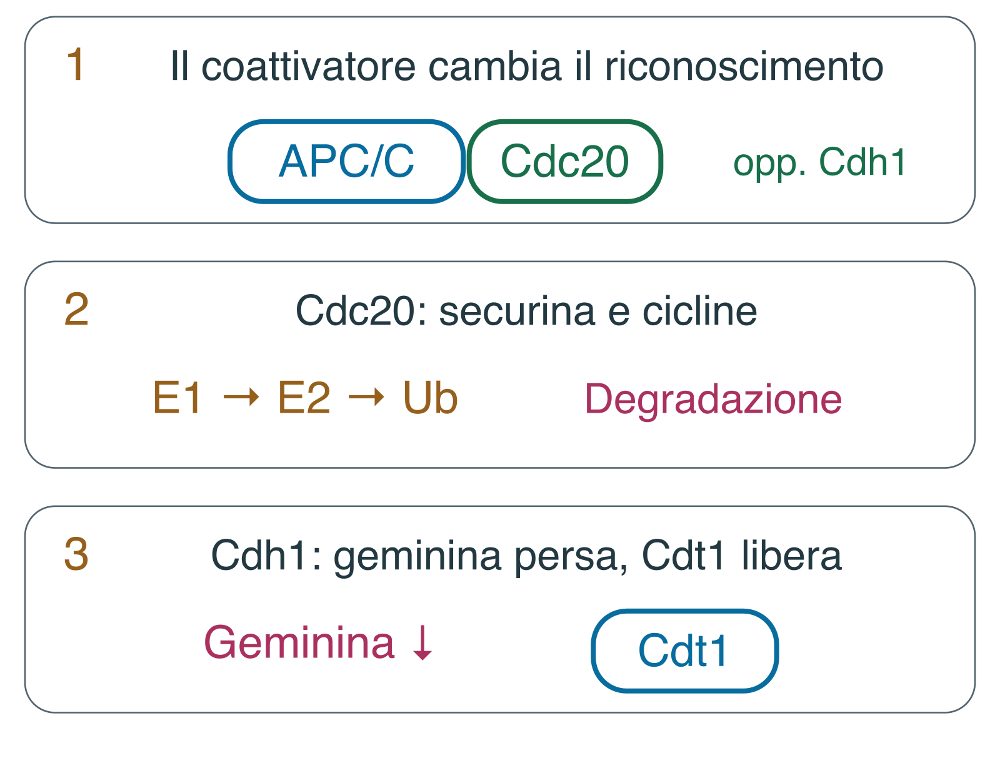 1 Il coattivatore cambia il riconoscimento
APC/C Cdc20 opp. Cdh1
2 Cdc20: securina e cicline
E1 → E2 → Ub Degradazione
3 Cdh1: geminina persa, Cdt1 libera
Geminina ↓ Cdt1